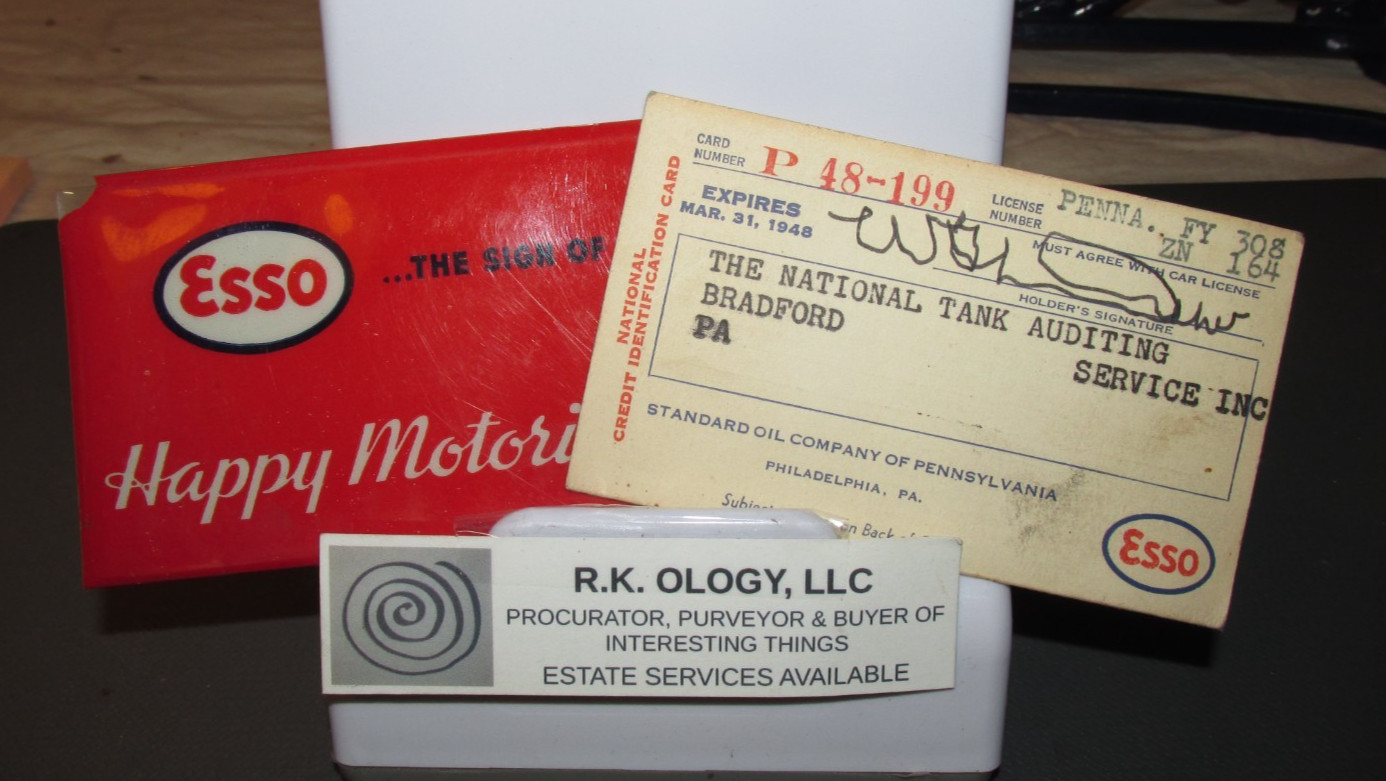 Esso
...THE SIGN OF
Happy Motori
NATIONAL
CREDIT IDENTIFICATION CARD
CARD
NUMBER
P 48-199
EXPIRES
MAR. 31, 1948
LICENSE
NUMBER
PENNA.. FY 308
ZN 164
MUST AGREE WITH CAR LICENSE
HOLDER'S SIGNATURE
THE NATIONAL TANK AUDITING
SERVICE INC
BRADFORD
PA
STANDARD OIL COMPANY OF PENNSYLVANIA
PHILADELPHIA, PA.
Back
Esso
R.K. OLOGY, LLC
PROCURATOR, PURVEYOR & BUYER OF
INTERESTING THINGS
ESTATE SERVICES AVAILABLE